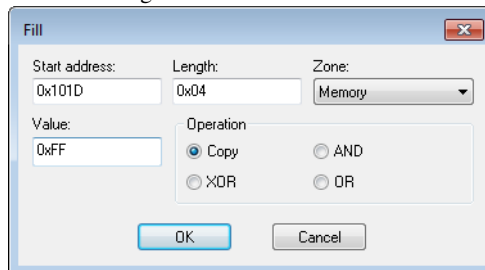 Fill
Start address: Length: Zone:
0x101D 0x04 Memory
Value: Operation
0xFF Copy AND
XOR OR
OK Cancel